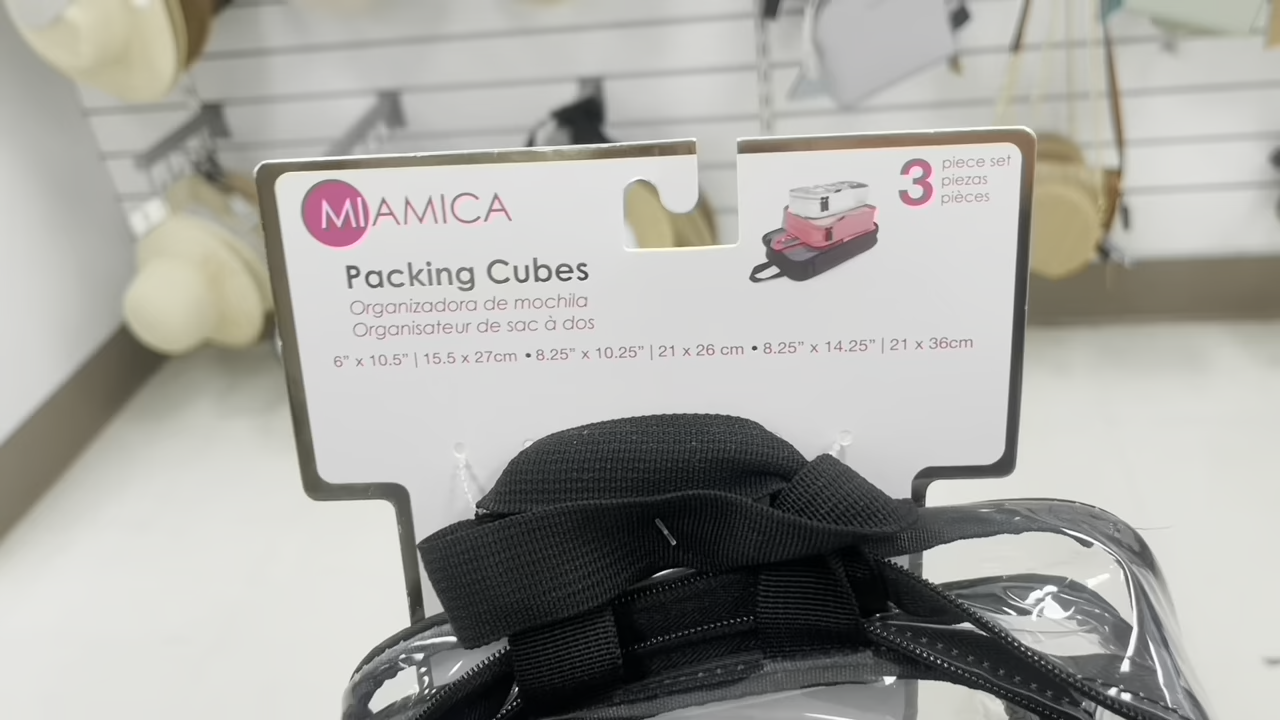 MIAMICA
3 piece set
piezas
pièces
Packing Cubes
Organizadora de mochila
Organisateur de sac à dos
6" x 10.5" | 15.5 x 27cm • 8.25" x 10.25" | 21 x 26 cm • 8.25" x 14.25" | 21 x 36cm